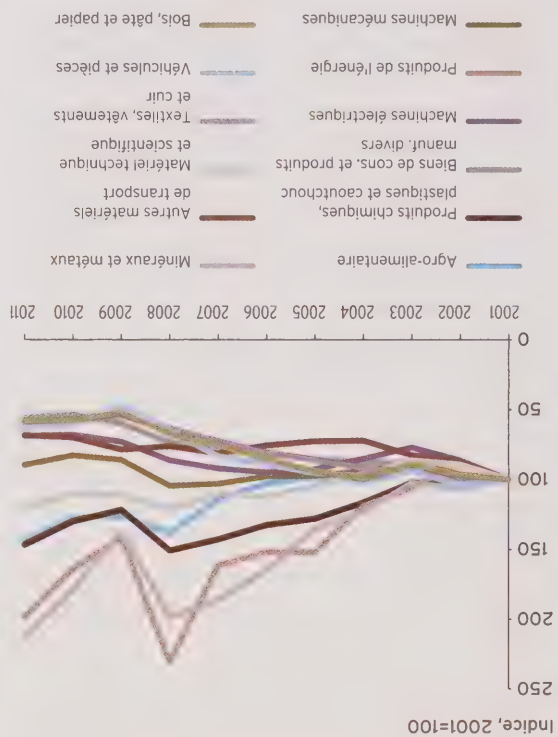 Indice, 2001=100
250
200
150
100
50
0
2001 2002 2003 2004 2005 2006 2007 2008 2009 2010 2011
Agro-alimentaire
Produits chimiques,
plastiques et caoutchouc
Biens de cons. et produits
manuf. divers
Machines électriques
Produits de l'énergie
Machines mécaniques
Minéraux et métaux
Autres matériels
de transport
Matériel technique
et scientifique
Textiles, vêtements
et cuir
Véhicules et pièces
Bois, pâte et papier